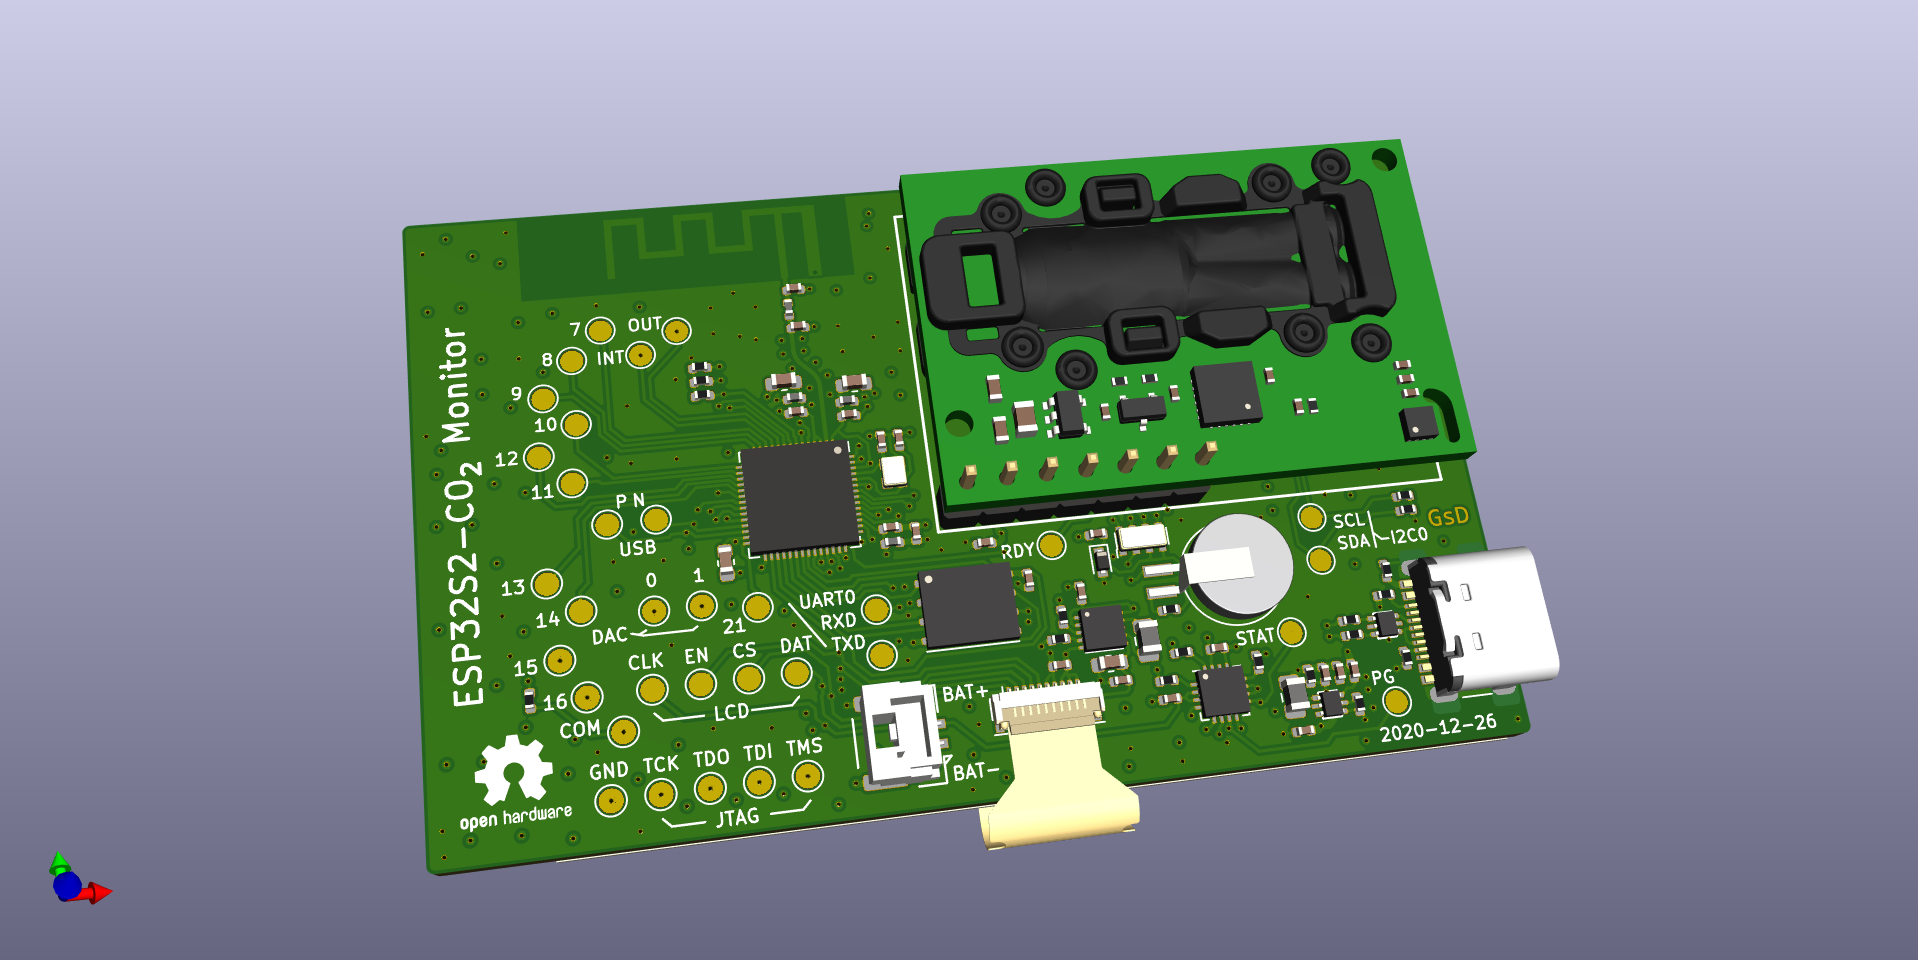 ESP32S2-CO₂ Monitor
7
OUT
8
INT
9
10
12
11
P N
USB
13
14
0
1
DAC
21
15
16
COM
CLK
EN
CS
DAT
LCD
UART0
RXD
TXD
GND
TCK
TDO
TDI
TMS
JTAG
open hardware
BAT+
BAT-
RDY
SCL
SDA
I2C0
GsD
STAT
PG
2020-12-26